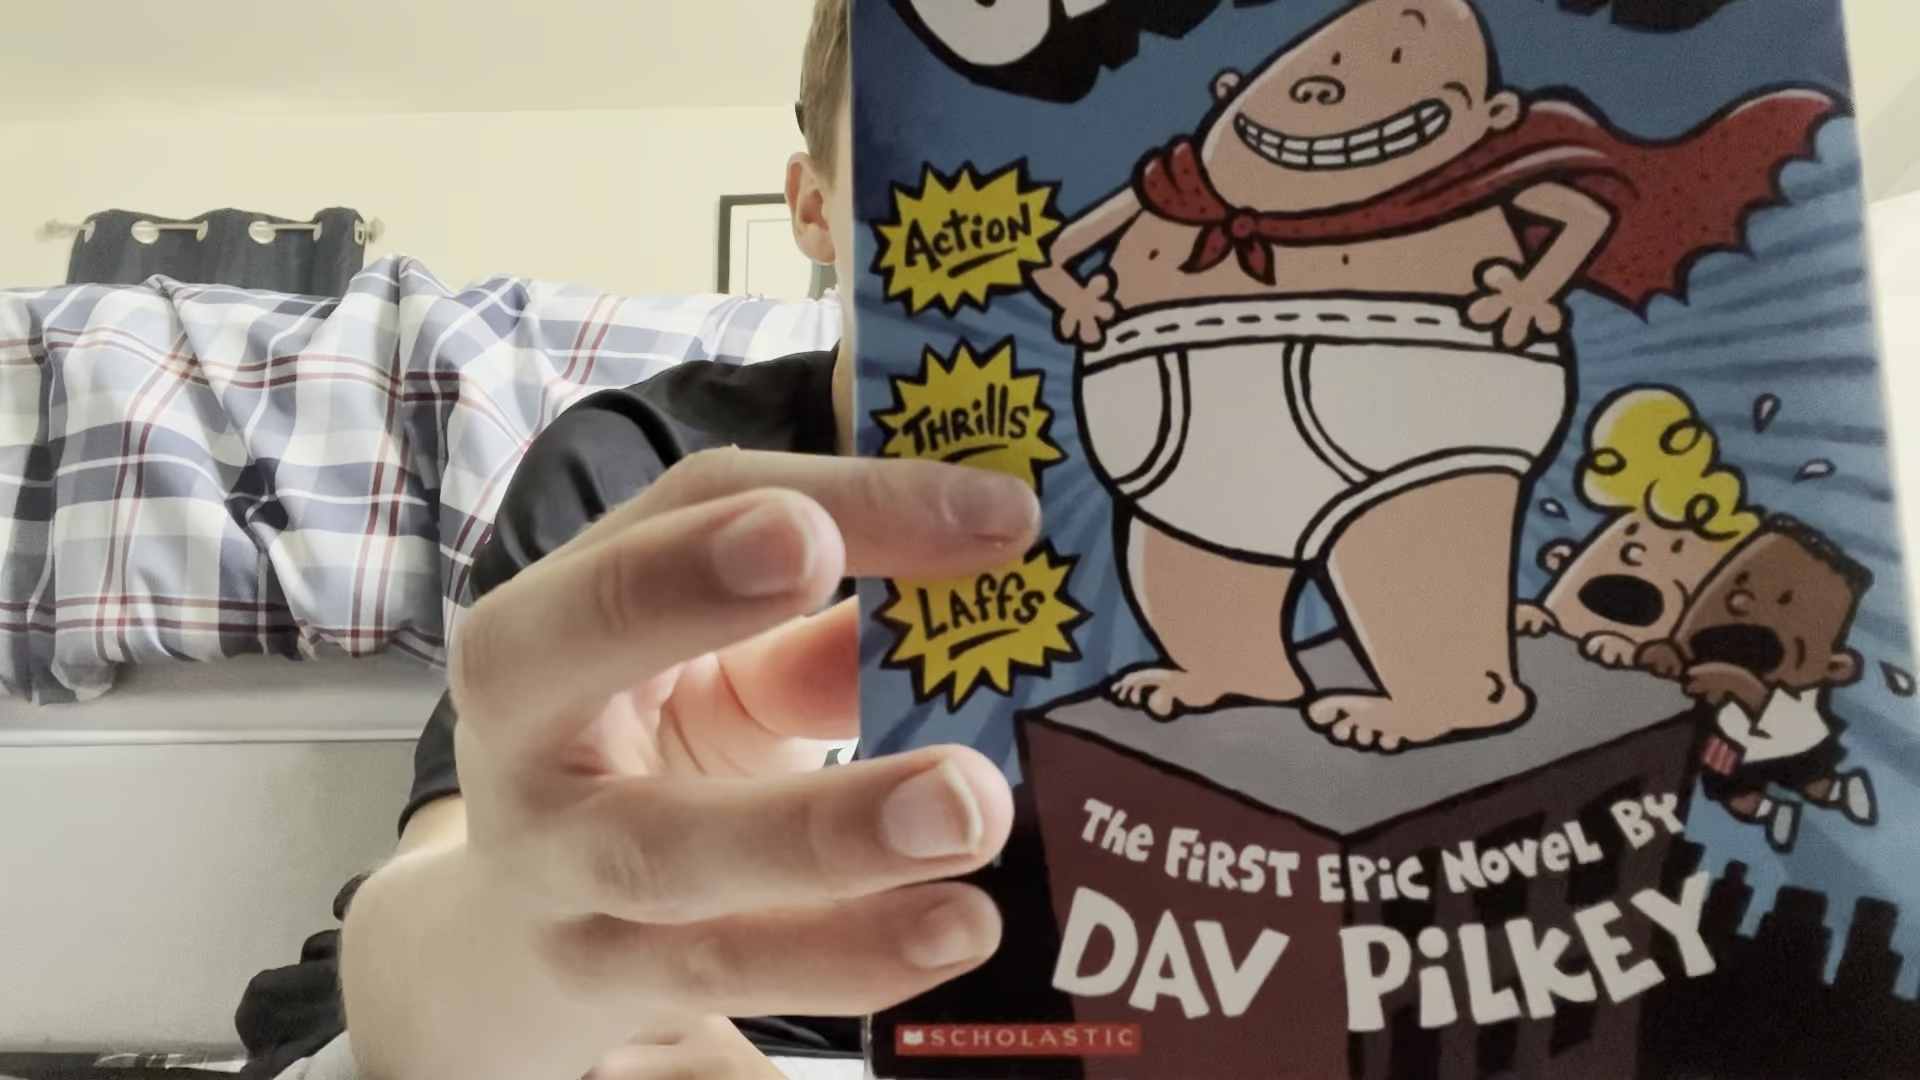 Action
THRiLLS
LAffS
The FiRST EPiC NoVeL BY
DAV PiLKEY
SCHOLASTIC